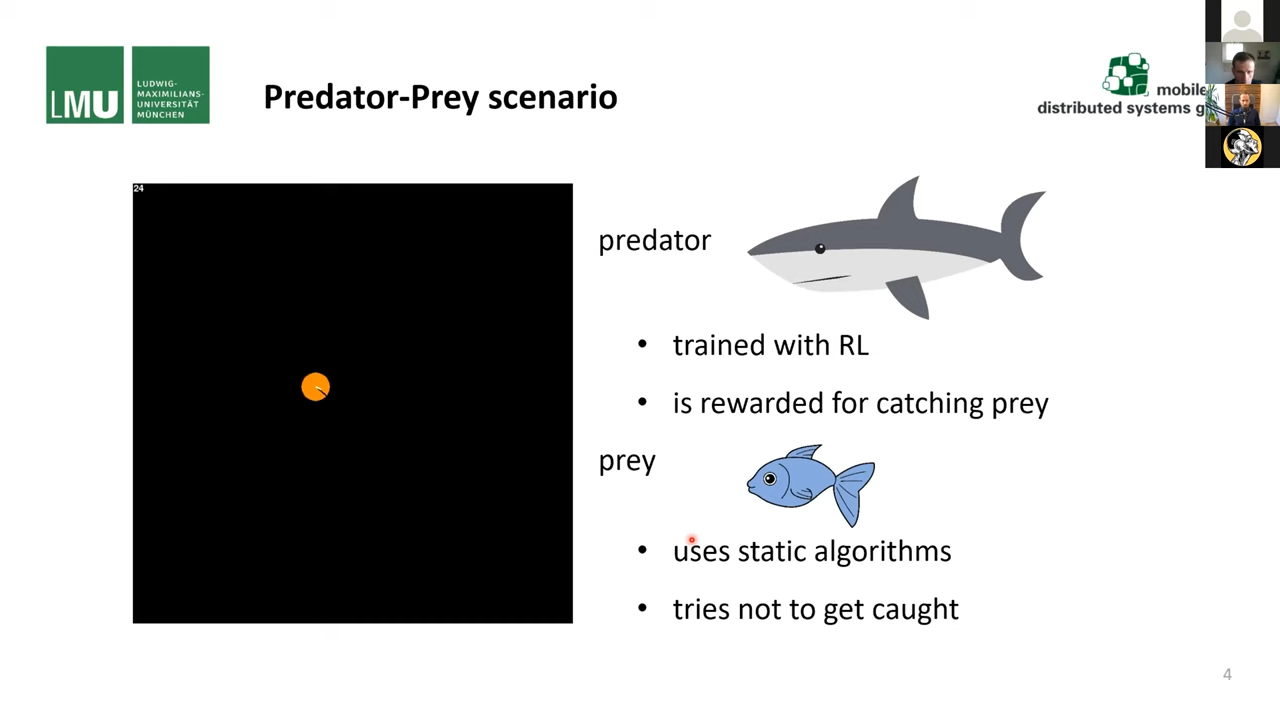 LMU
LUDWIG-
MAXIMILIANS-
UNIVERSITÄT
MÜNCHEN
Predator-Prey scenario
mobile
distributed systems g
24
predator
• trained with RL
• is rewarded for catching prey
prey
• uses static algorithms
• tries not to get caught
4